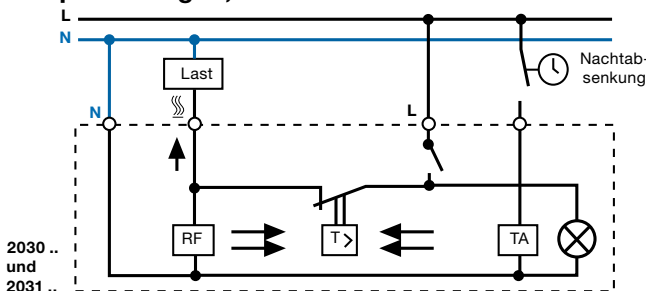 L
N
Last
Nachtab-
senkung
N
L
RF
T >
TA
2030 ..
und
2031 ..